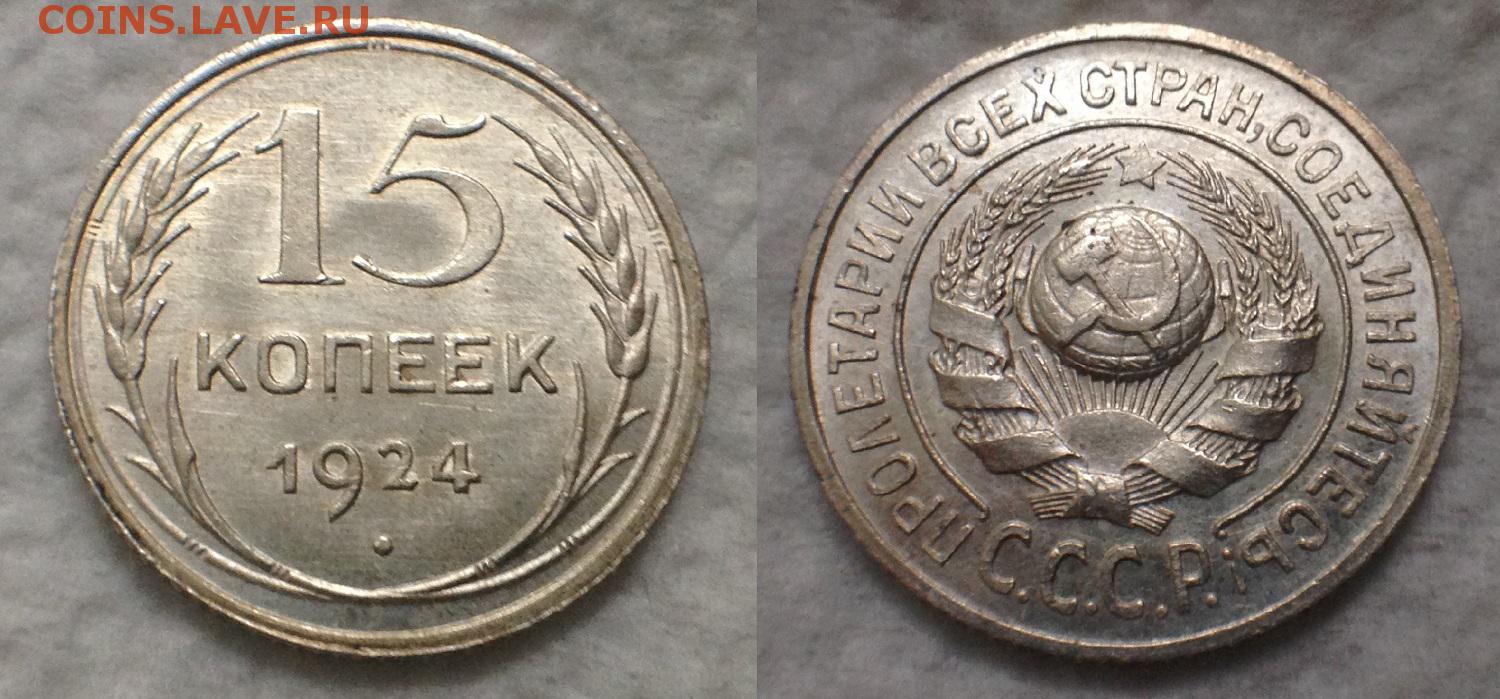 COINS.LAVE.RU
15
КОПЕЕК
1924
ПРОЛЕТАРИИ ВСЕХ СТРАН, СОЕДИНЯЙТЕСЬ!
С.С.С.Р.